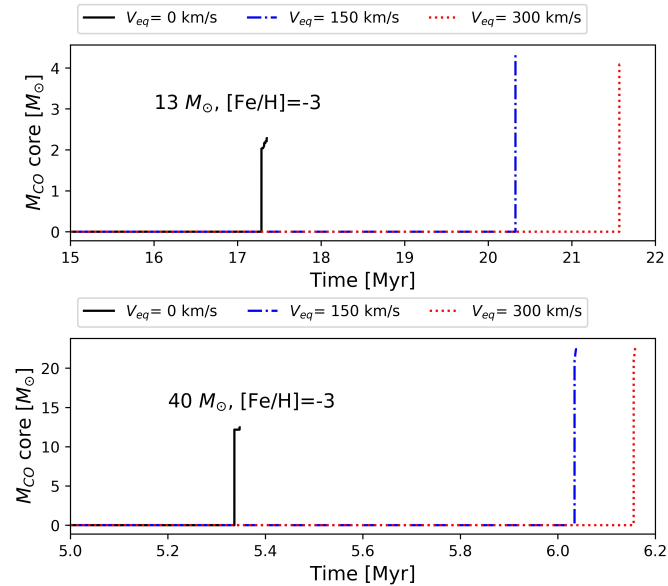 V_eq= 0 km/s V_eq= 150 km/s V_eq= 300 km/s
M_CO core [M_⊙]
4
3
2
1
0
13 M_⊙, [Fe/H]=-3
15 16 17 18 19 20 21 22
Time [Myr]
V_eq= 0 km/s V_eq= 150 km/s V_eq= 300 km/s
M_CO core [M_⊙]
20
15
10
5
0
40 M_⊙, [Fe/H]=-3
5.0 5.2 5.4 5.6 5.8 6.0 6.2
Time [Myr]